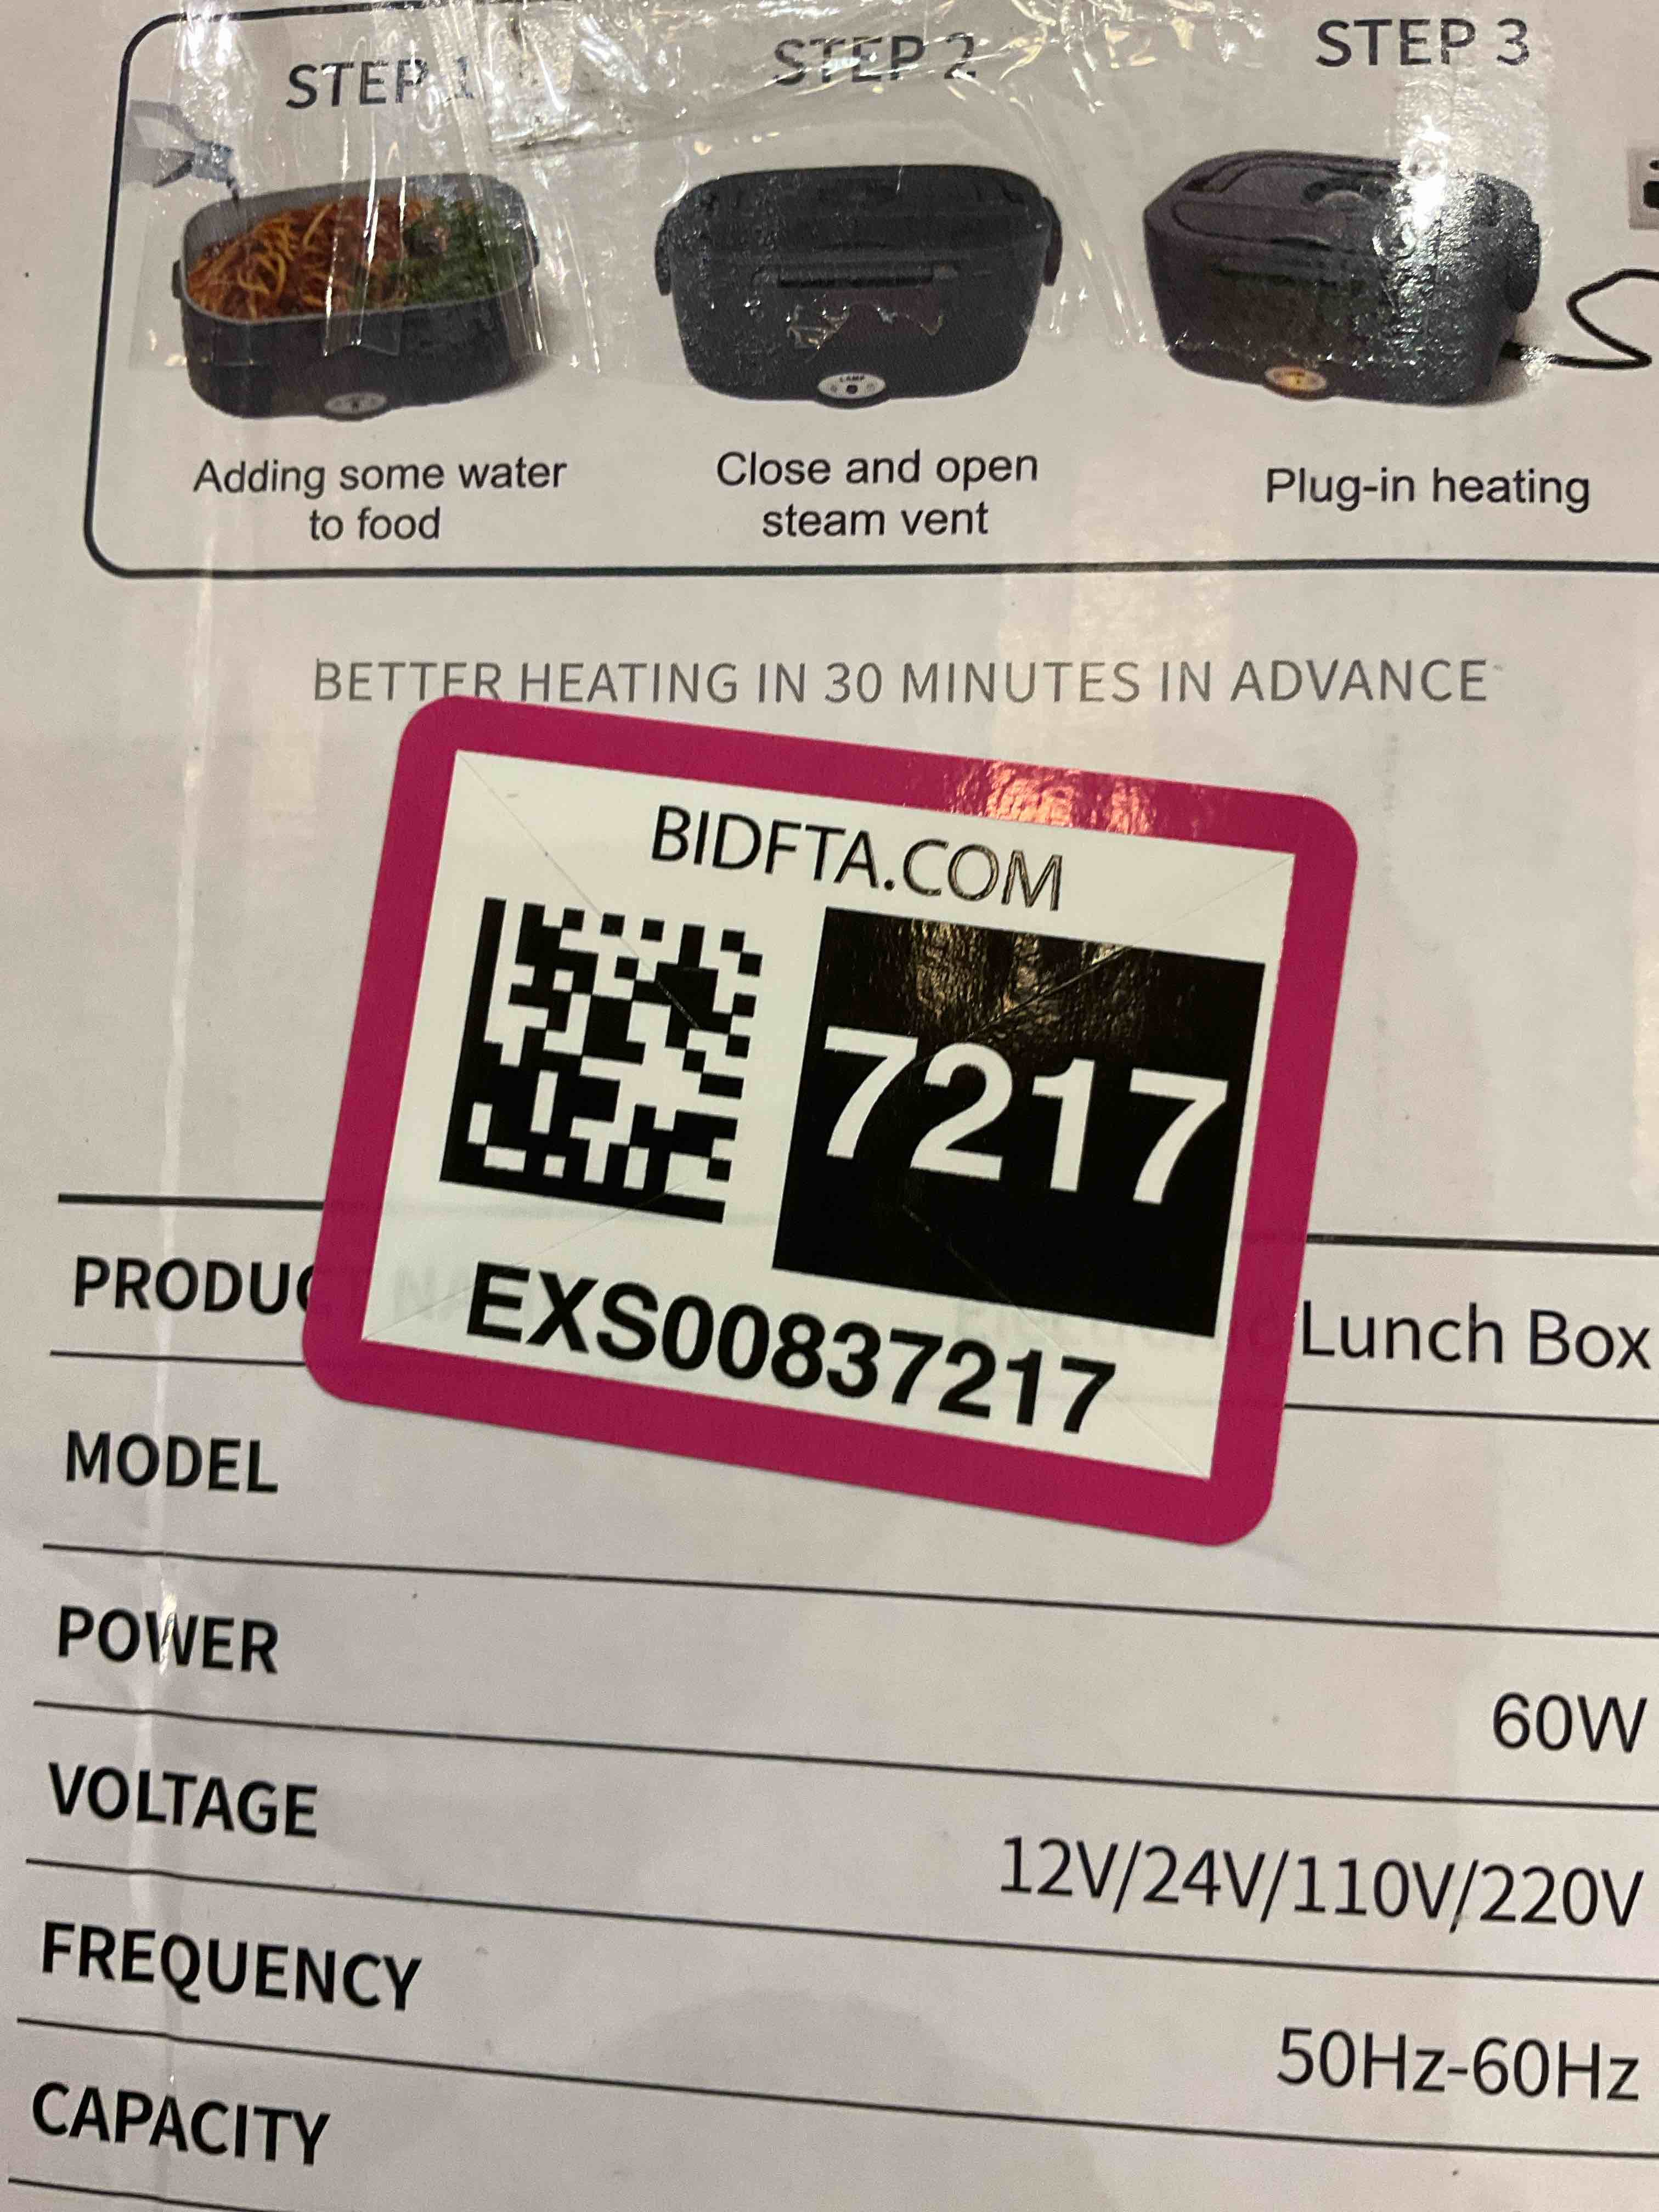 STEP 1
STEP 2
STEP 3
Adding some water
to food
Close and open
steam vent
Plug-in heating
BETTER HEATING IN 30 MINUTES IN ADVANCE
BIDFTA.COM
7217
EXS00837217
PRODUC
Lunch Box
MODEL
POWER
60W
VOLTAGE
12V/24V/110V/220V
FREQUENCY
50Hz-60Hz
CAPACITY